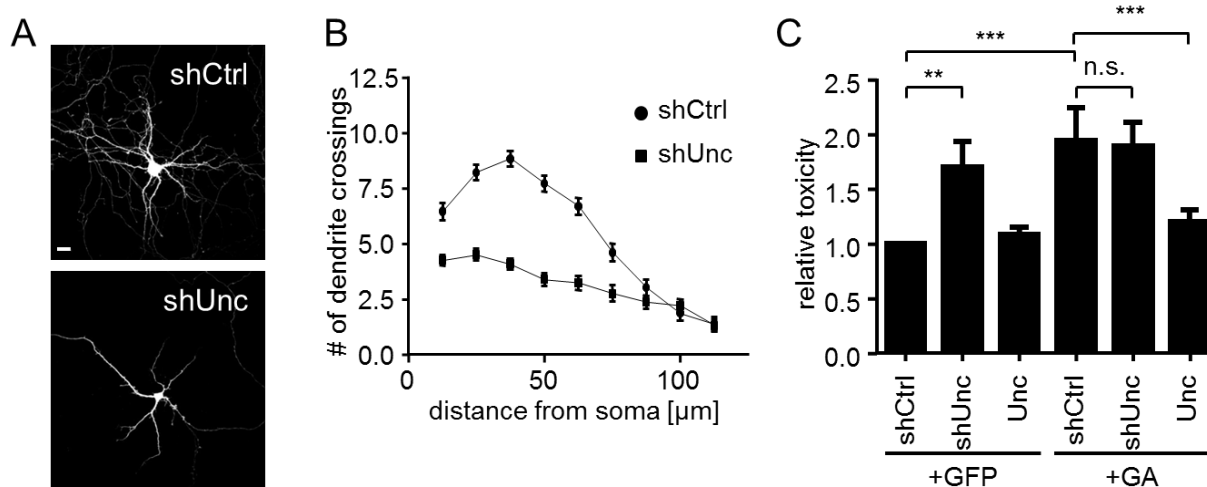 A
shCtrl
shUnc
B
12.5
10.0
7.5
5.0
2.5
0.0
# of dendrite crossings
0
50
100
distance from soma [µm]
shCtrl
shUnc
C
***
***
**
n.s.
2.5
2.0
1.5
1.0
0.5
0.0
relative toxicity
shCtrl
shUnc
Unc
shCtrl
shUnc
Unc
+GFP
+GA